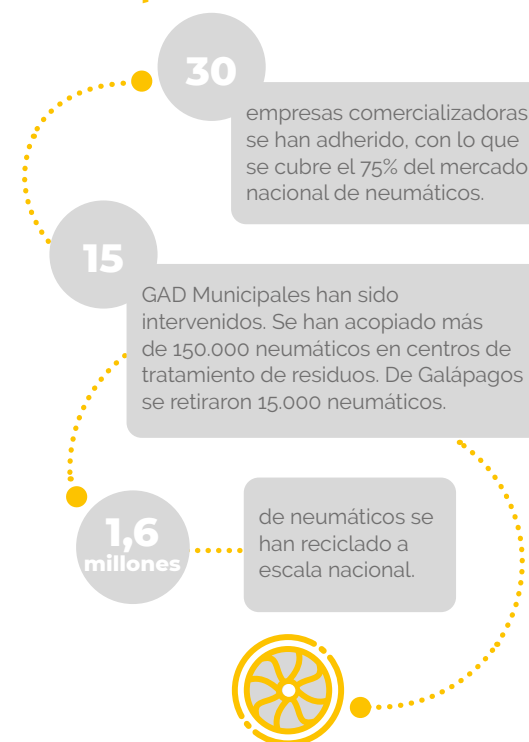 30
empresas comercializadoras
se han adherido, con lo que
se cubre el 75% del mercado
nacional de neumáticos.
15
GAD Municipales han sido
intervenidos. Se han acopiado más
de 150.000 neumáticos en centros de
tratamiento de residuos. De Galápagos
se retiraron 15.000 neumáticos.
1,6
millones
de neumáticos se
han reciclado a
escala nacional.